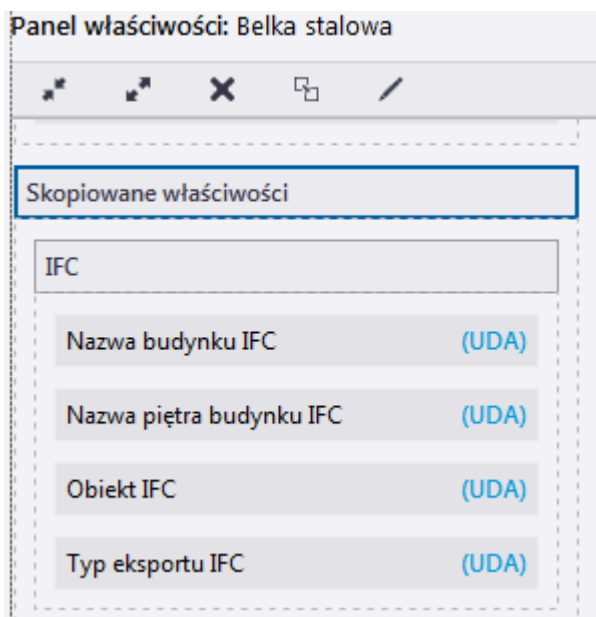 Panel właściwości: Belka stalowa
Skopiowane właściwości
IFC
Nazwa budynku IFC (UDA)
Nazwa piętra budynku IFC (UDA)
Obiekt IFC (UDA)
Typ eksportu IFC (UDA)